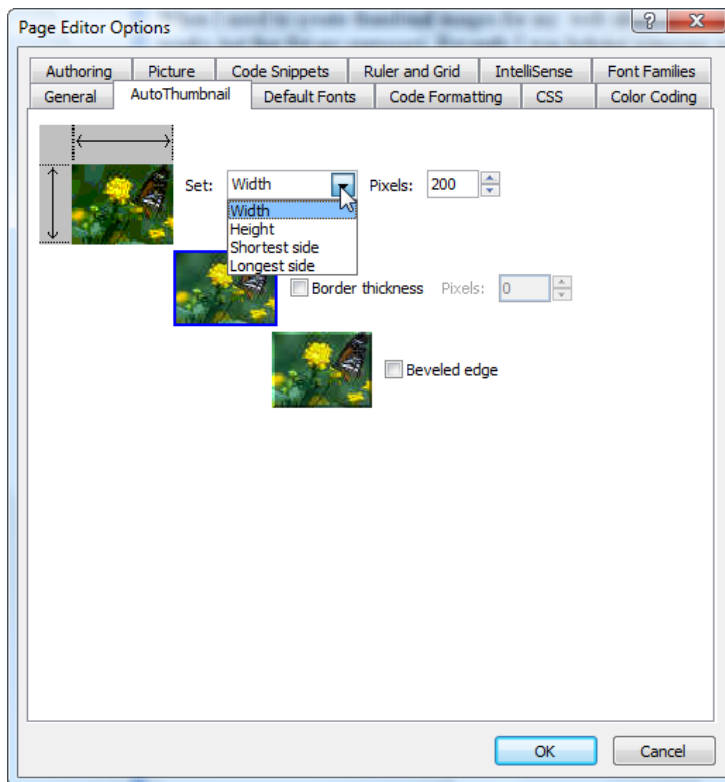 Page Editor Options
Authoring Picture Code Snippets Ruler and Grid IntelliSense Font Families
General AutoThumbnail Default Fonts Code Formatting CSS Color Coding
Set: Width Pixels: 200
Width
Height
Shortest side
Longest side
Border thickness Pixels: 0
Beveled edge
OK Cancel